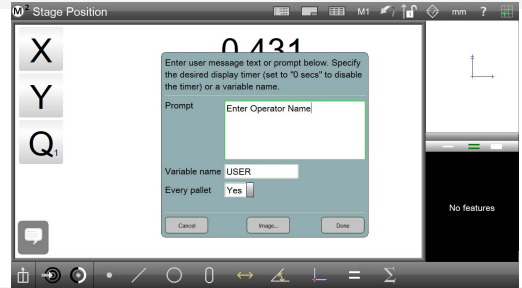 M² Stage Position
M1
mm
?
X
0.431
Enter user message text or prompt below. Specify
the desired display timer (set to "0 secs" to disable
the timer) or a variable name.
Prompt
Enter Operator Name
Y
Q1
Variable name USER
Every pallet Yes
No features
Cancel
Image...
Done